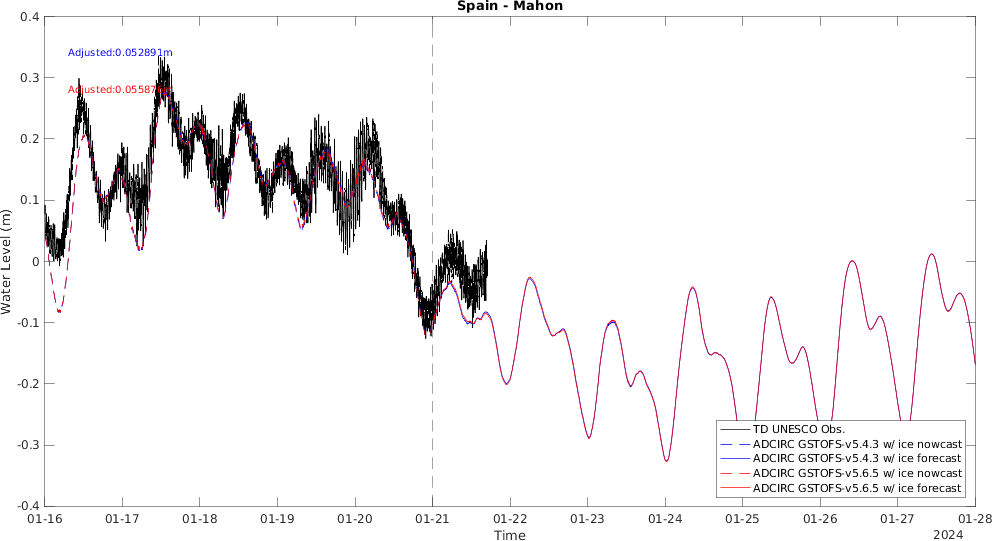 Spain - Mahon
Adjusted:0.052891m
0.4
0.3
0.2
0.1
0
-0.1
-0.2
-0.3
-0.4
Water Level (m)
TD UNESCO Obs.
ADCIRC GSTOFS-v5.4.3 w/ ice nowcast
ADCIRC GSTOFS-v5.4.3 w/ ice forecast
ADCIRC GSTOFS-v5.6.5 w/ ice nowcast
ADCIRC GSTOFS-v5.6.5 w/ ice forecast
01-16 01-17 01-18 01-19 01-20 01-21 01-22 01-23 01-24 01-25 01-26 01-27 01-28
Time
2024